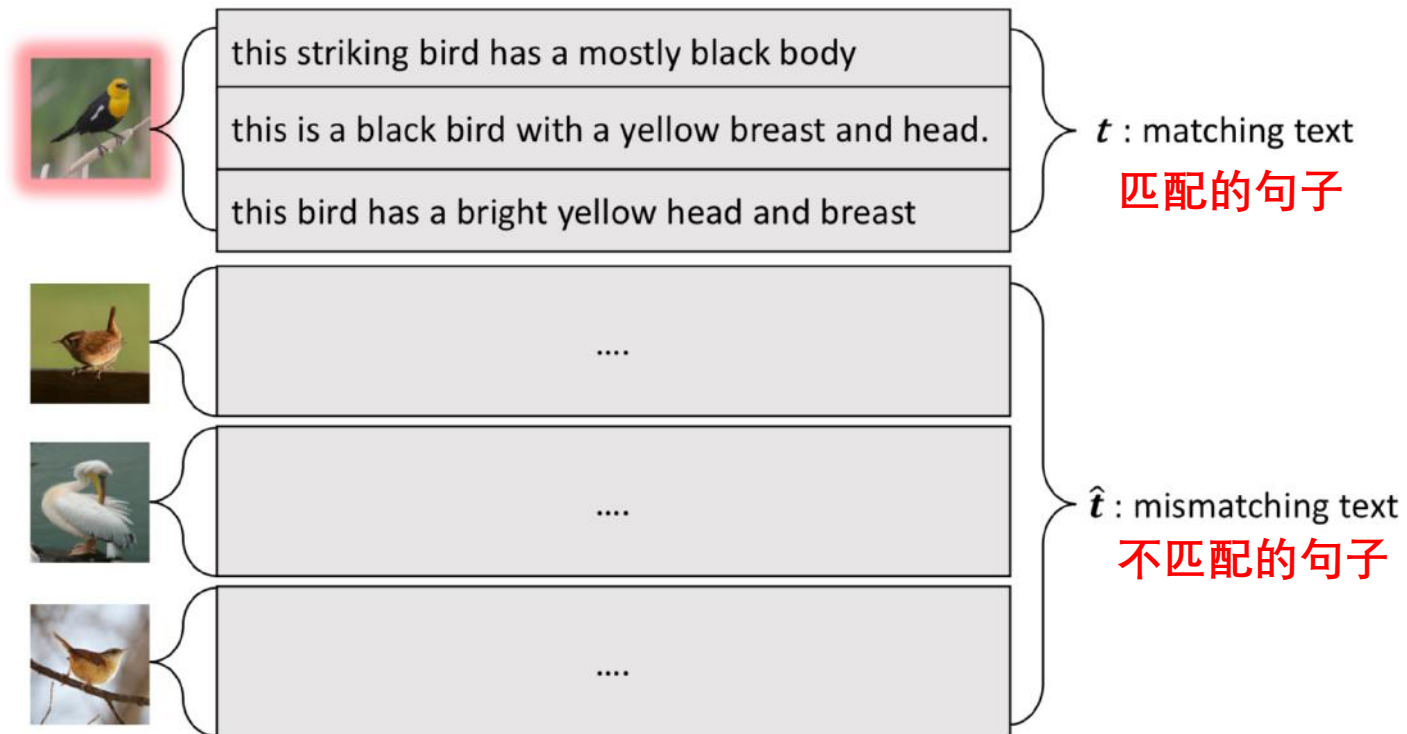 this striking bird has a mostly black body
this is a black bird with a yellow breast and head.
this bird has a bright yellow head and breast
t : matching text
匹配的句子
....
....
....
t̂ : mismatching text
不匹配的句子